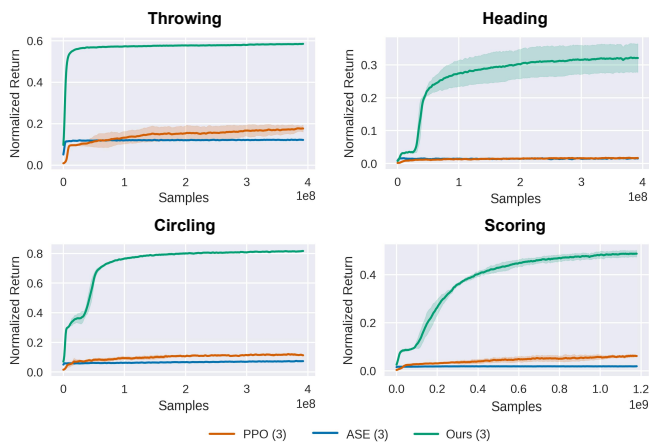 Throwing
Normalized Return
0.6
0.4
0.2
0.0
0 1 2 3 4
Samples
1e8
Heading
Normalized Return
0.3
0.2
0.1
0.0
0 1 2 3 4
Samples
1e8
Circling
Normalized Return
0.8
0.6
0.4
0.2
0.0
0 1 2 3 4
Samples
1e8
Scoring
Normalized Return
0.4
0.2
0.0
0.0 0.2 0.4 0.6 0.8 1.0 1.2
Samples
1e9
PPO (3) ASE (3) Ours (3)